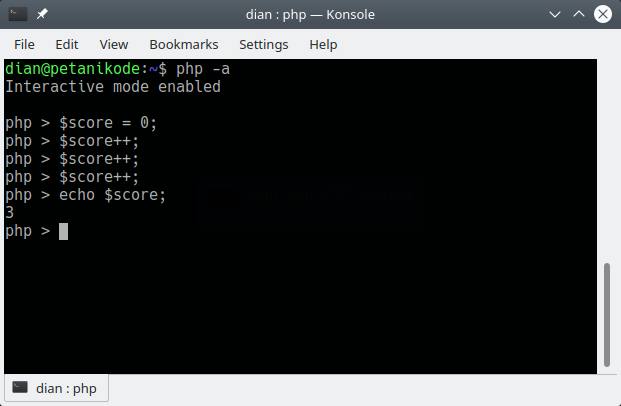 dian : php — Konsole
File Edit View Bookmarks Settings Help
dian@petanikode:~$ php -a
Interactive mode enabled
php > $score = 0;
php > $score++;
php > $score++;
php > $score++;
php > echo $score;
3
php >
dian : php